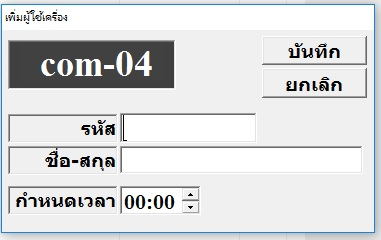 เพิ่มผู้ใช้เครื่อง
com-04
บันทึก
ยกเลิก
รหัส
ชื่อ-สกุล
กำหนดเวลา 00:00